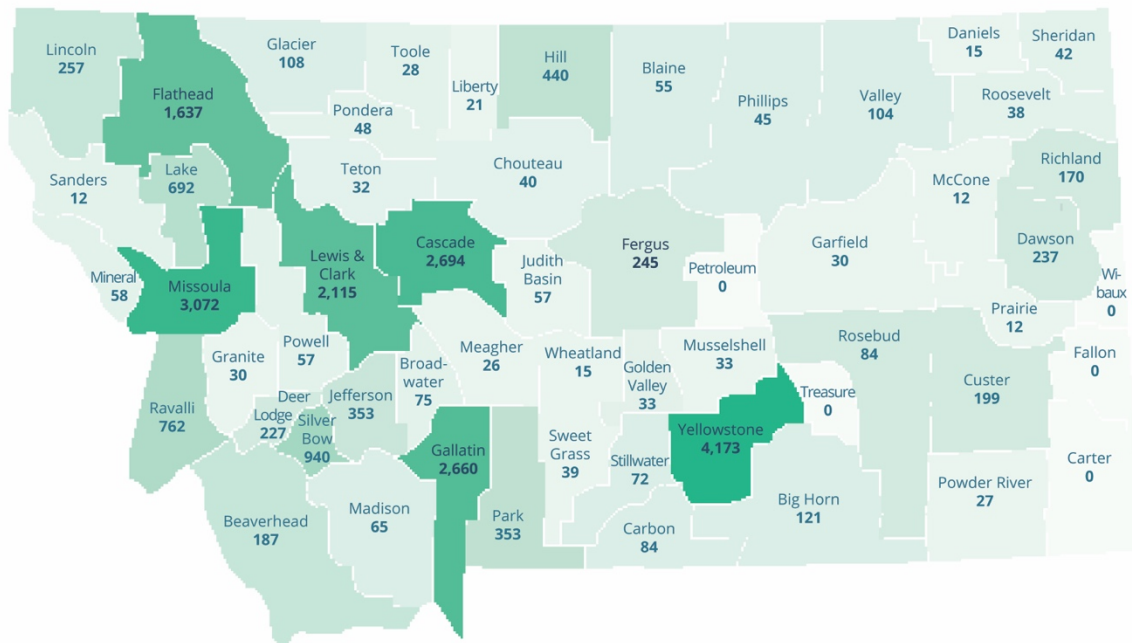 Lincoln
257
Flathead
1,637
Glacier
108
Toole
28
Liberty
21
Hill
440
Blaine
55
Phillips
45
Valley
104
Daniels
15
Sheridan
42
Roosevelt
38
Pondera
48
Teton
32
Chouteau
40
Sanders
12
Lake
692
McCone
12
Richland
170
Mineral
58
Missoula
3,072
Lewis &
Clark
2,115
Cascade
2,694
Judith
Basin
57
Fergus
245
Petroleum
0
Garfield
30
Dawson
237
Wi-
baux
0
Prairie
12
Granite
30
Powell
57
Broad-
water
75
Meagher
26
Wheatland
15
Golden
Valley
33
Musselshell
33
Rosebud
84
Treasure
0
Custer
199
Fallon
0
Ravalli
762
Deer
Lodge
227
Silver
Bow
940
Jefferson
353
Gallatin
2,660
Park
353
Sweet
Grass
39
Stillwater
72
Yellowstone
4,173
Big Horn
121
Powder River
27
Carter
0
Beaverhead
187
Madison
65
Carbon
84